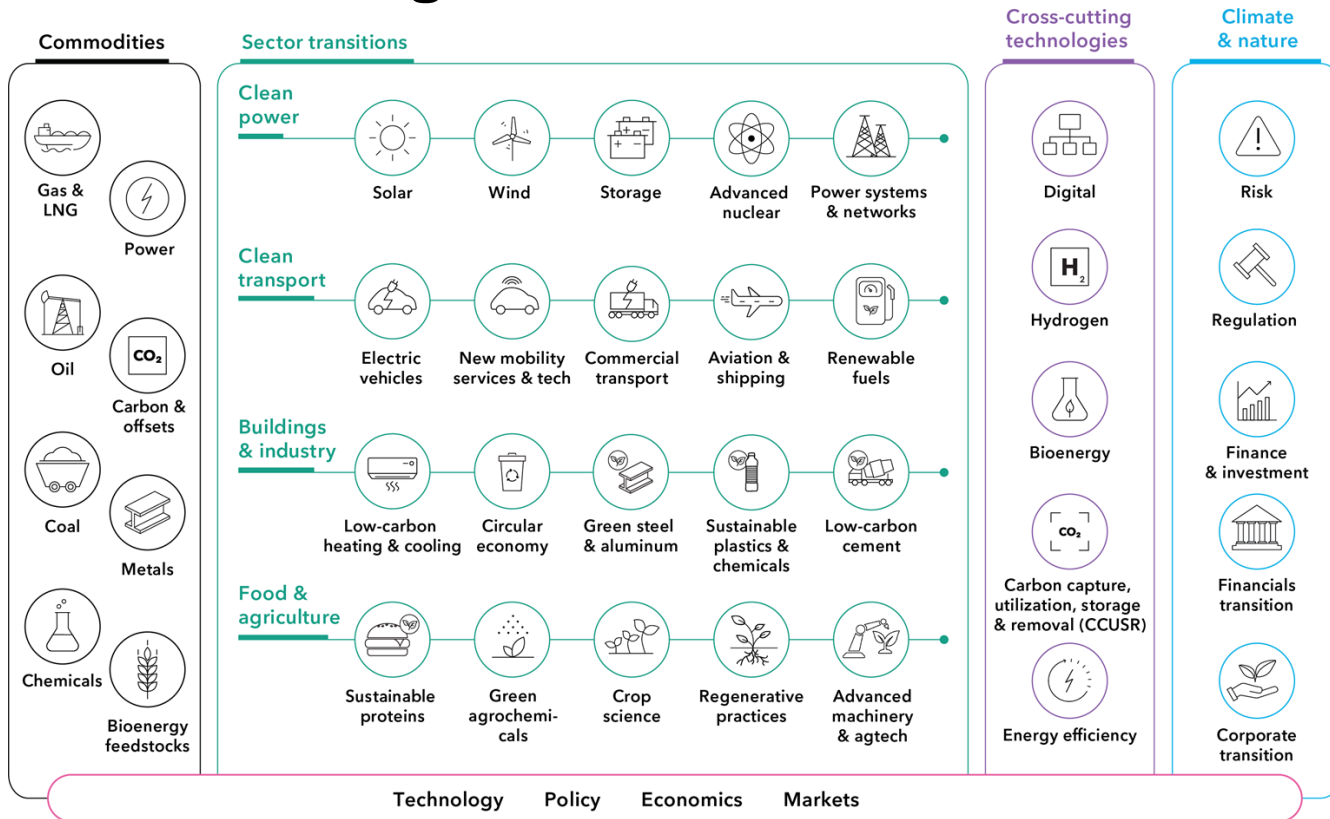 Commodities
Gas &
LNG
Power
Oil
CO₂
Carbon &
offsets
Coal
Metals
Chemicals
Bioenergy
feedstocks
Sector transitions
Clean
power
Solar
Wind
Storage
Advanced
nuclear
Power systems
& networks
Clean
transport
Electric
vehicles
New mobility
services & tech
Commercial
transport
Aviation &
shipping
Renewable
fuels
Buildings
& industry
Low-carbon
heating & cooling
Circular
economy
Green steel
& aluminum
Sustainable
plastics &
chemicals
Low-carbon
cement
Food &
agriculture
Sustainable
proteins
Green
agrochemi-
cals
Crop
science
Regenerative
practices
Advanced
machinery
& agtech
Cross-cutting
technologies
Digital
H₂
Hydrogen
Bioenergy
CO₂
Carbon capture,
utilization, storage
& removal (CCUSR)
Energy efficiency
Climate
& nature
Risk
Regulation
Finance
& investment
Financials
transition
Corporate
transition
Technology Policy Economics Markets